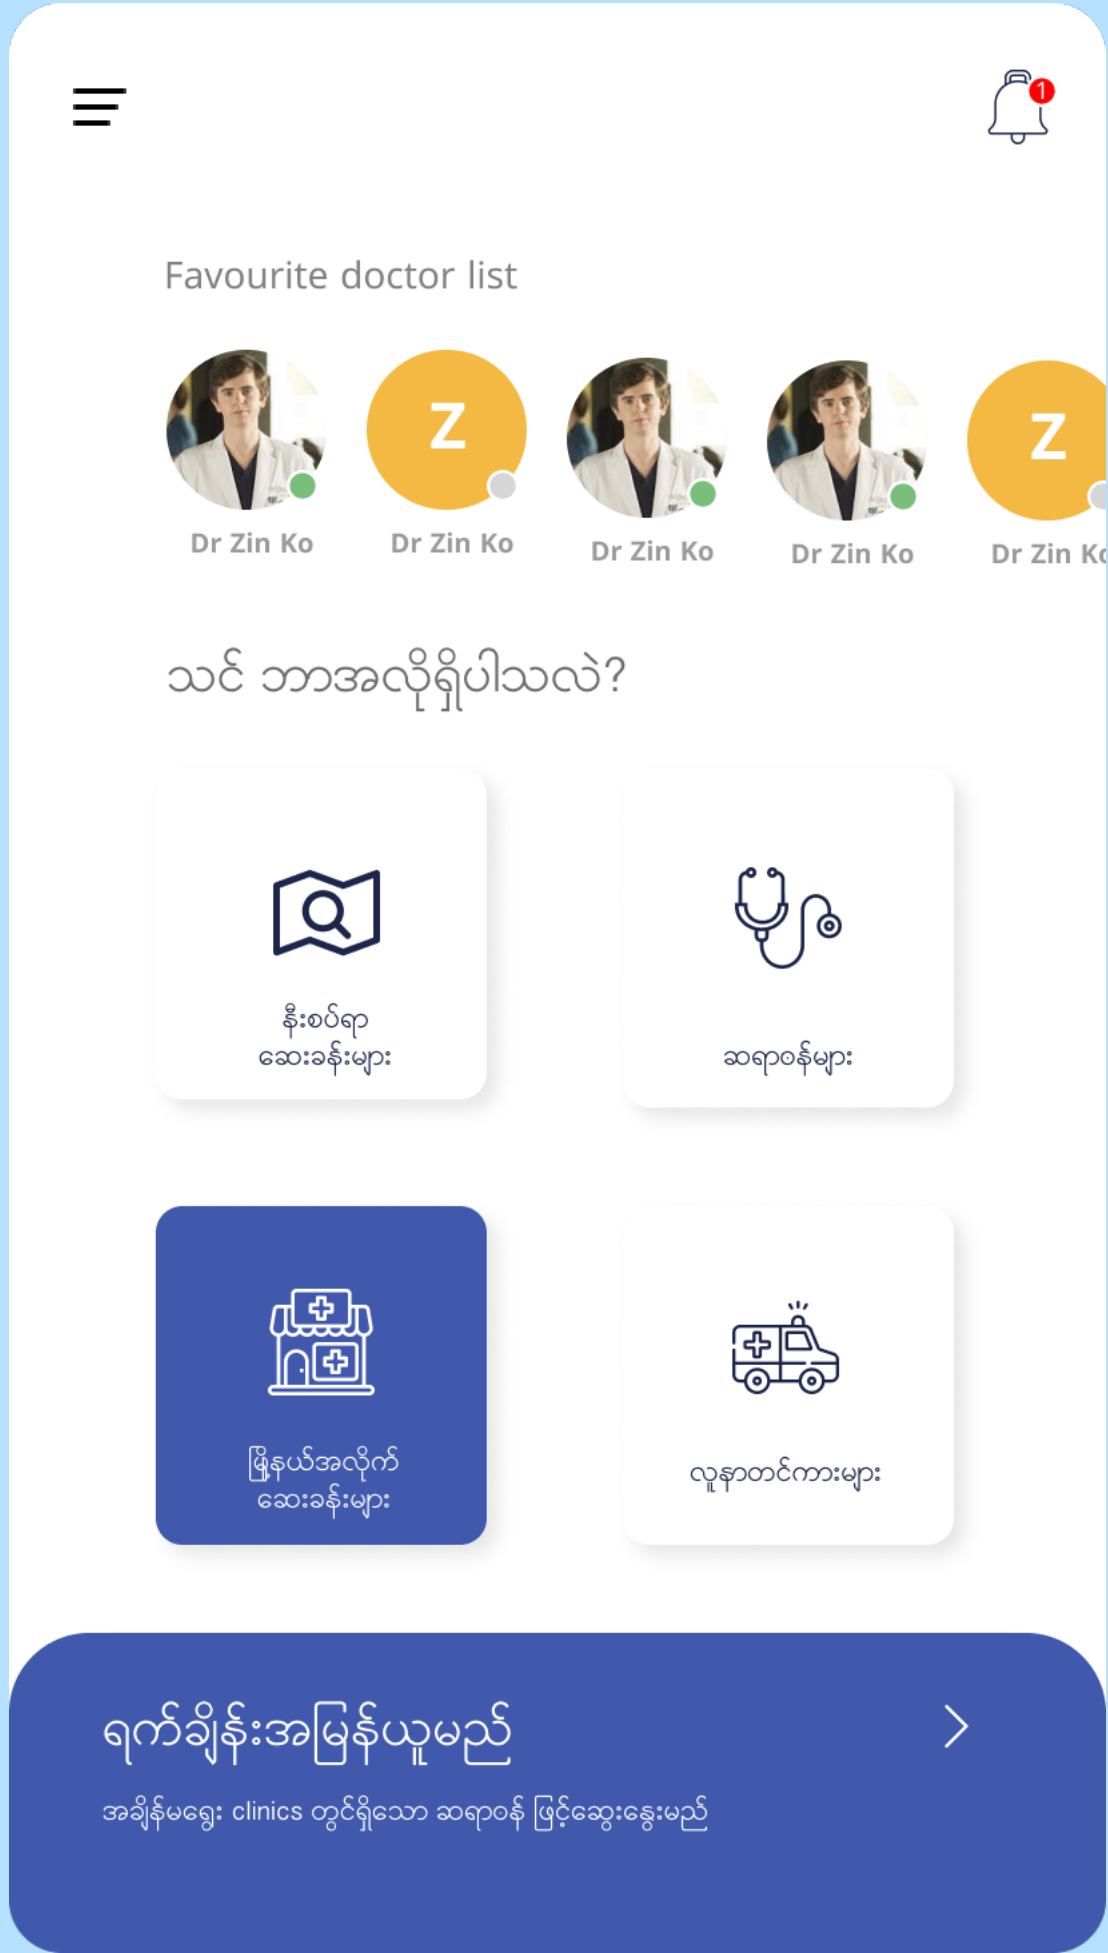 1
Favourite doctor list
Z
Z
Dr Zin Ko
Dr Zin Ko
Dr Zin Ko
Dr Zin Ko
Dr Zin Ko
သင် ဘာအလိုရှိပါသလဲ?
နီးစပ်ရာ
ဆေးခန်းများ
ဆရာဝန်များ
မြို့နယ်အလိုက်
ဆေးခန်းများ
လူနာတင်ကားများ
ရက်ချိန်းအမြန်ယူမည်
အချိန်မရွေး clinics တွင်ရှိသော ဆရာဝန် ဖြင့်ဆွေးနွေးမည်